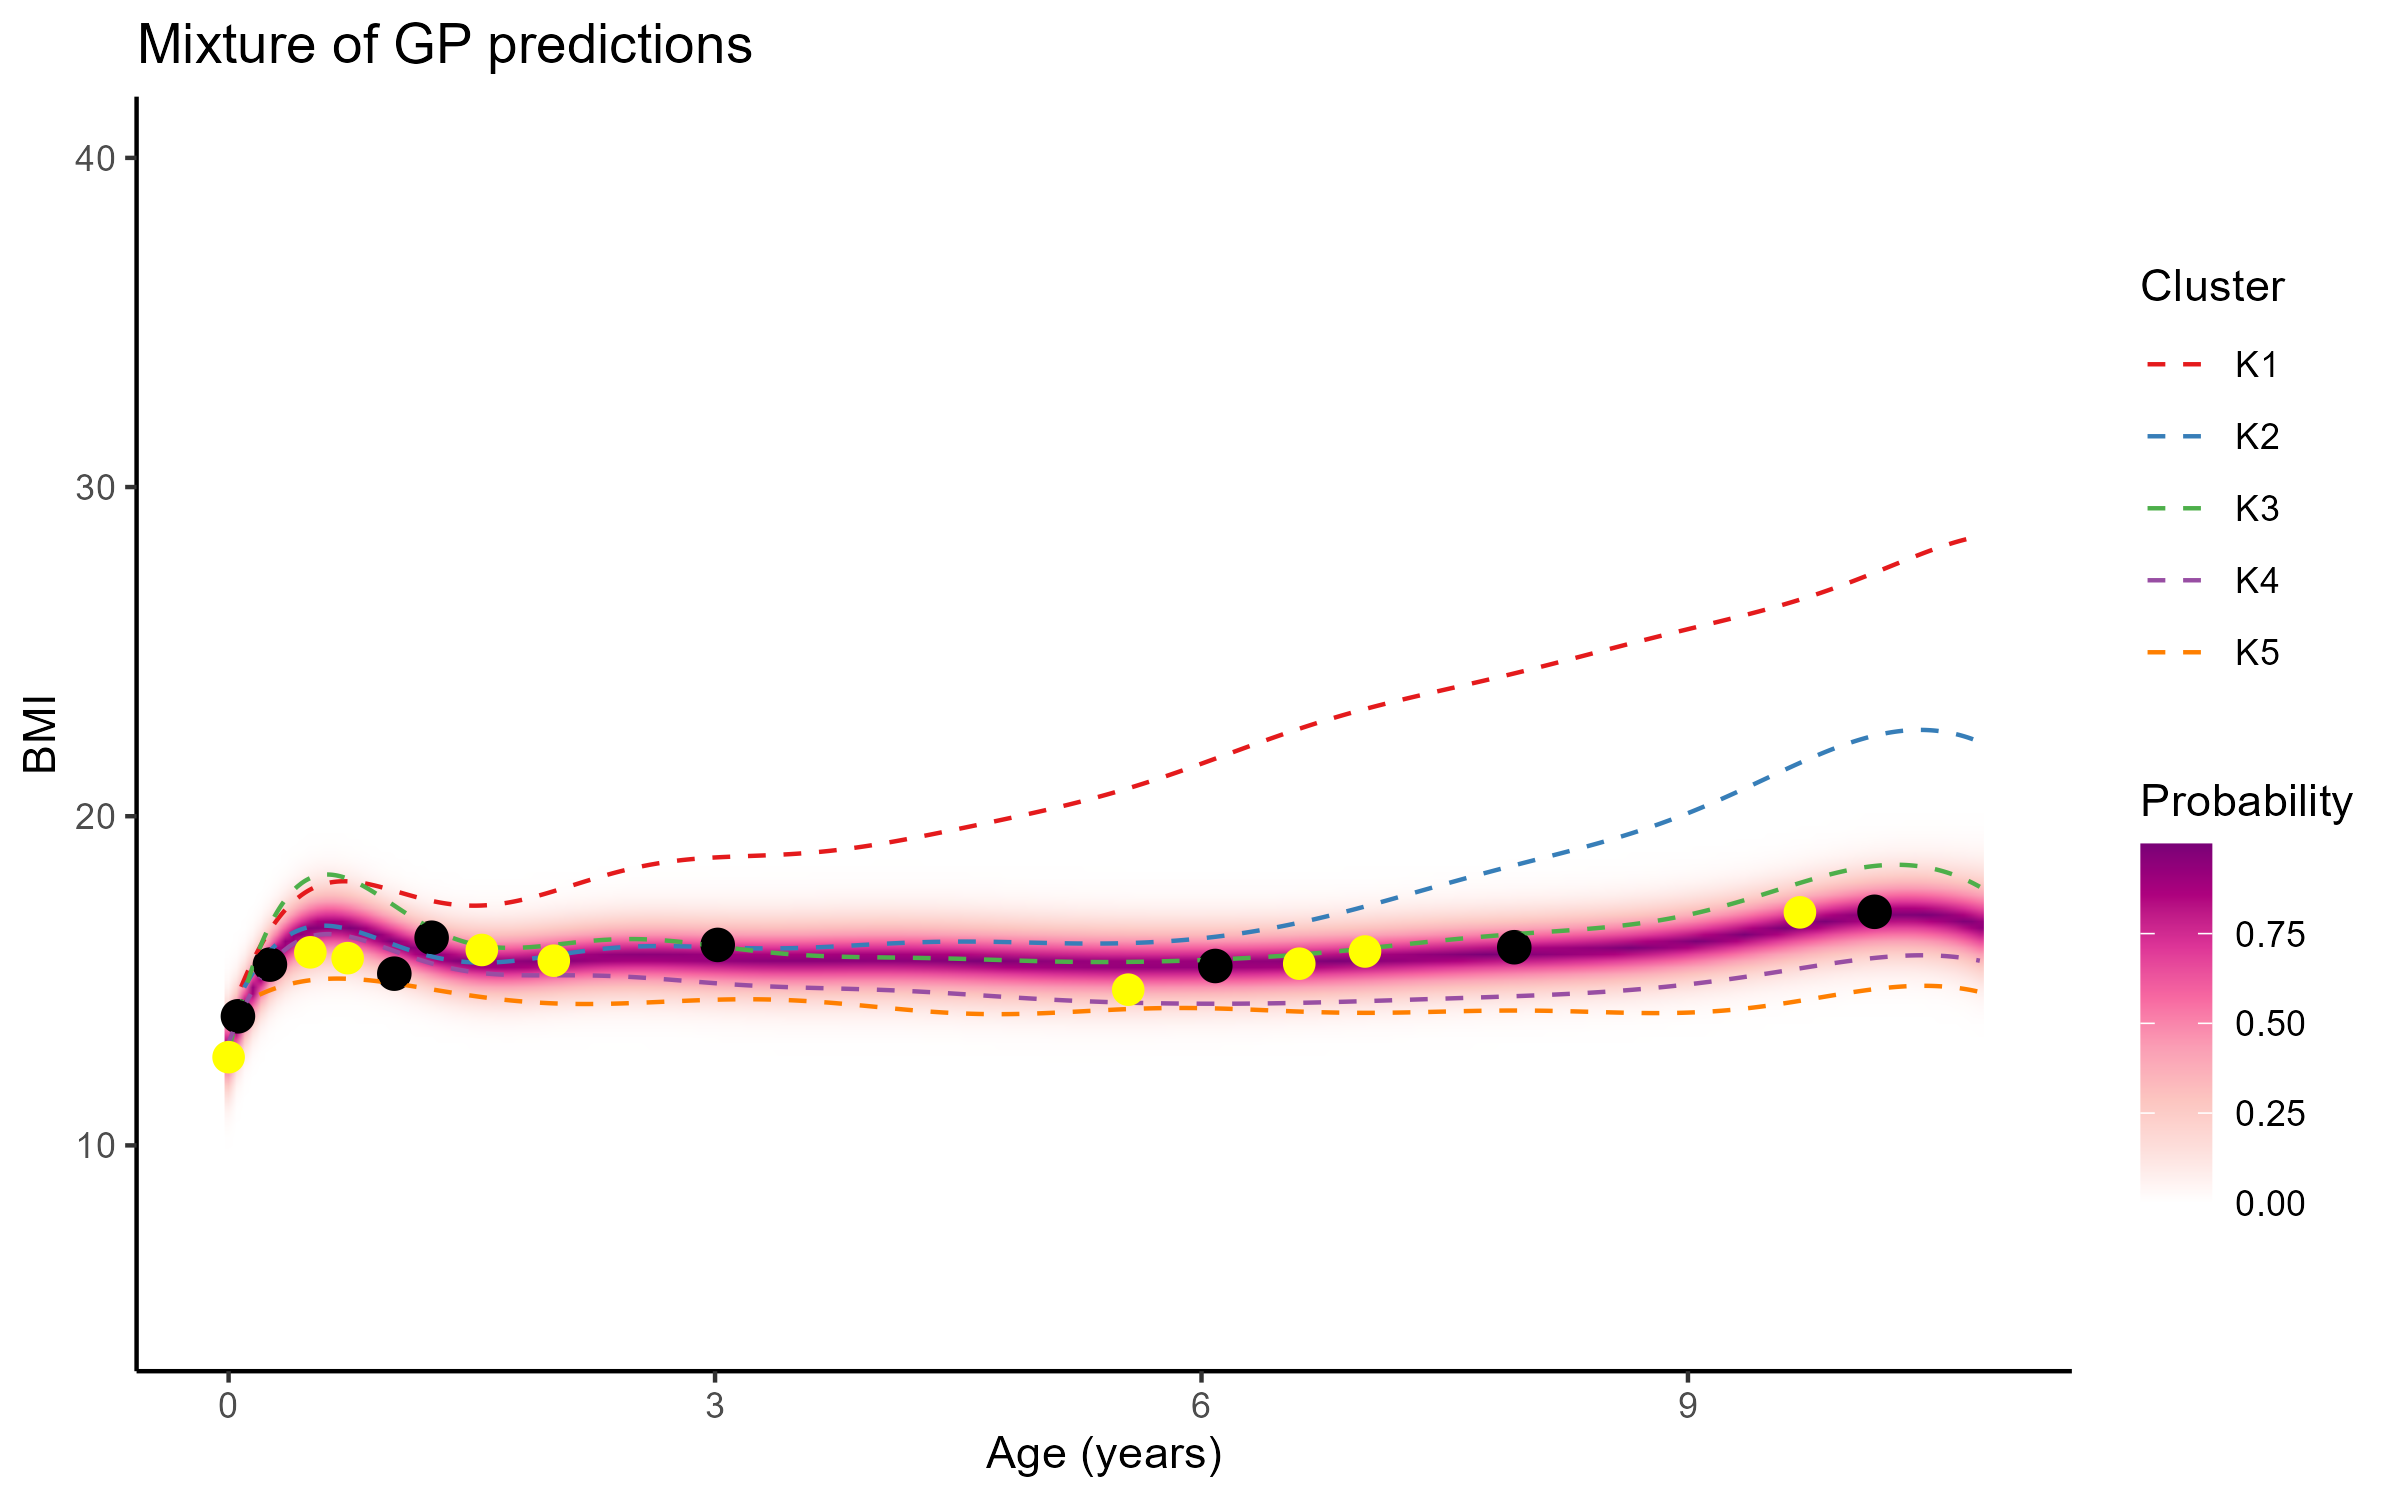 Mixture of GP predictions
40
30
20
10
BMI
0
3
6
9
Age (years)
Cluster
K1
K2
K3
K4
K5
Probability
0.75
0.50
0.25
0.00